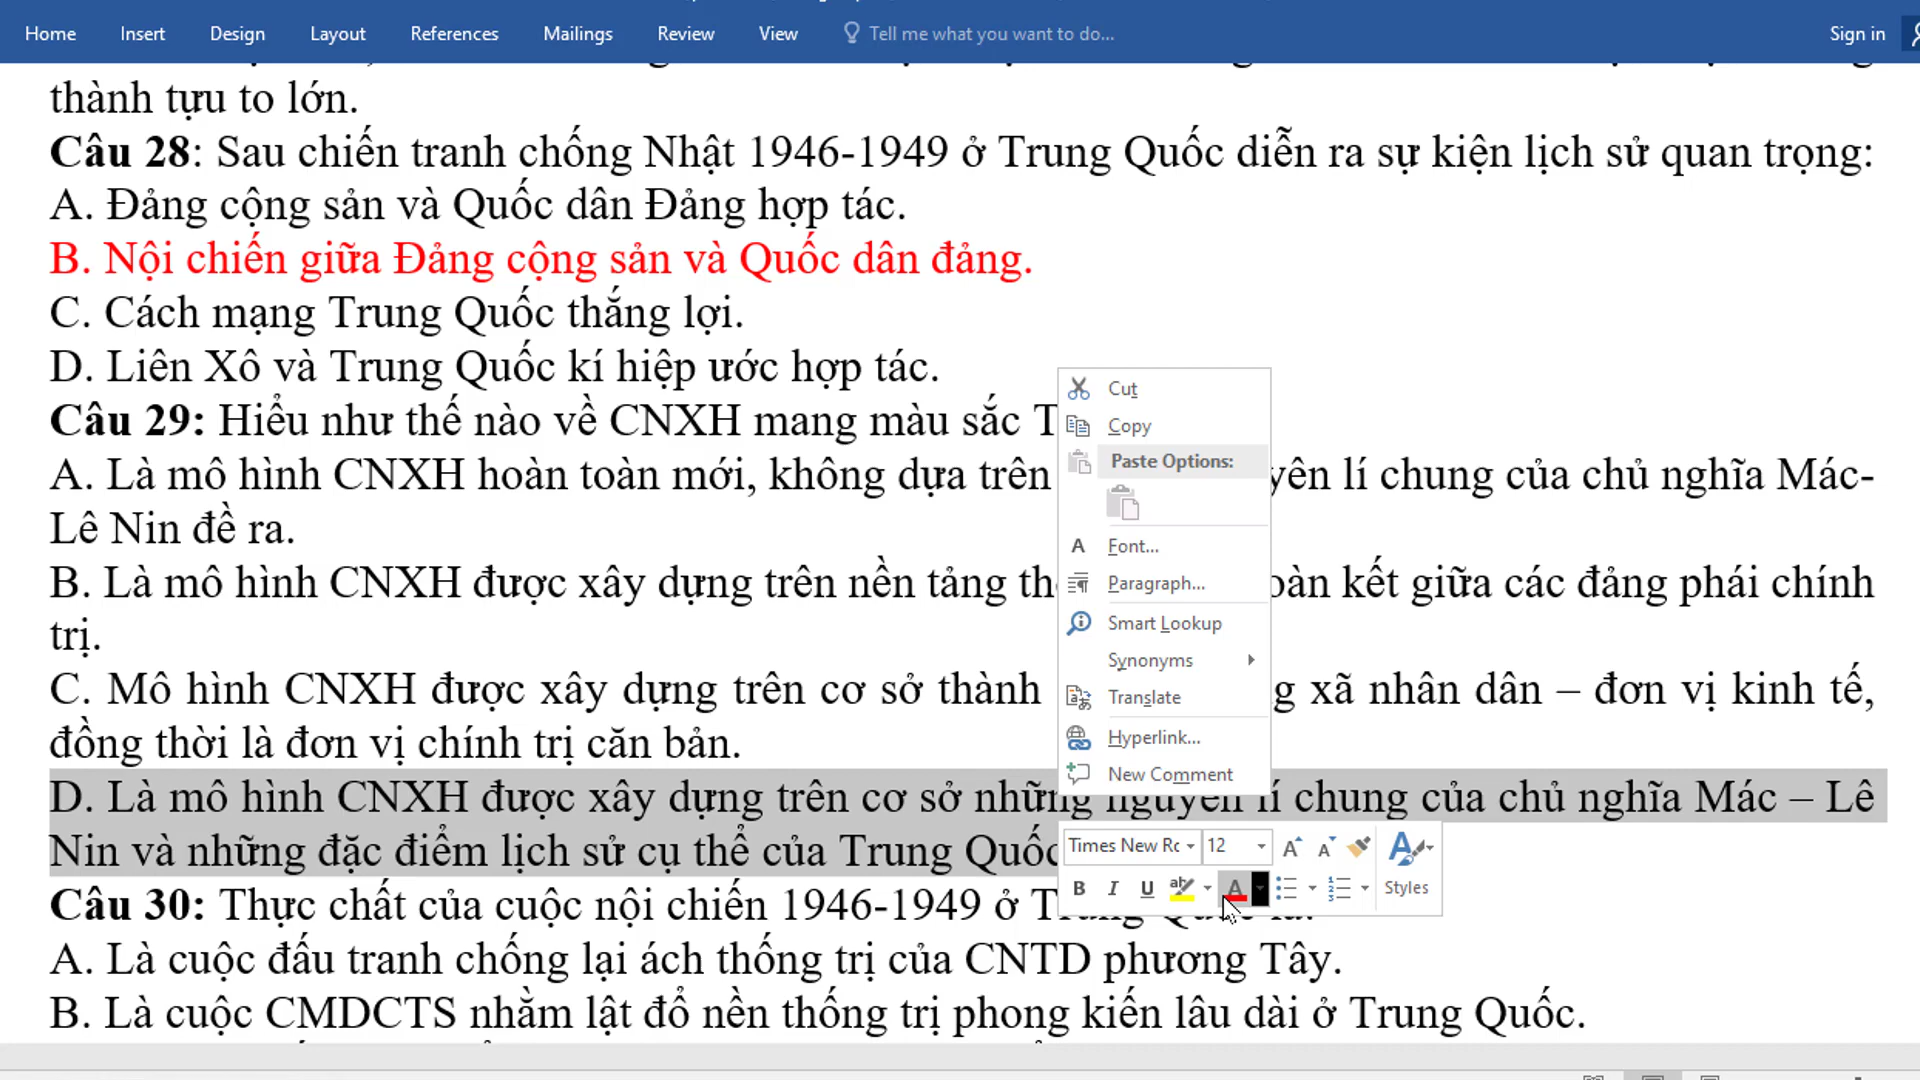 Home Insert Design Layout References Mailings Review View Tell me what you want to do... Sign in
thành tựu to lớn.
Câu 28: Sau chiến tranh chống Nhật 1946-1949 ở Trung Quốc diễn ra sự kiện lịch sử quan trọng:
A. Đảng cộng sản và Quốc dân Đảng hợp tác.
B. Nội chiến giữa Đảng cộng sản và Quốc dân đảng.
C. Cách mạng Trung Quốc thắng lợi.
D. Liên Xô và Trung Quốc kí hiệp ước hợp tác.
Câu 29: Hiểu như thế nào về CNXH mang màu sắc T
A. Là mô hình CNXH hoàn toàn mới, không dựa trên yên lí chung của chủ nghĩa Mác-
Lê Nin đề ra.
B. Là mô hình CNXH được xây dựng trên nền tảng oàn kết giữa các đảng phái chính
trị.
C. Mô hình CNXH được xây dựng trên cơ sở thành g xã nhân dân – đơn vị kinh tế,
đồng thời là đơn vị chính trị căn bản.
D. Là mô hình CNXH được xây dựng trên cơ sở những nguyên lí chung của chủ nghĩa Mác – Lê
Nin và những đặc điểm lịch sử cụ thể của Trung Quốc
Câu 30: Thực chất của cuộc nội chiến 1946-1949 ở Trung Quốc là:
A. Là cuộc đấu tranh chống lại ách thống trị của CNTD phương Tây.
B. Là cuộc CMDCTS nhằm lật đổ nền thống trị phong kiến lâu dài ở Trung Quốc.
Cut
Copy
Paste Options:
Font...
Paragraph...
Smart Lookup
Synonyms
Translate
Hyperlink...
New Comment
Times New Rc 12
B I U ab A Styles